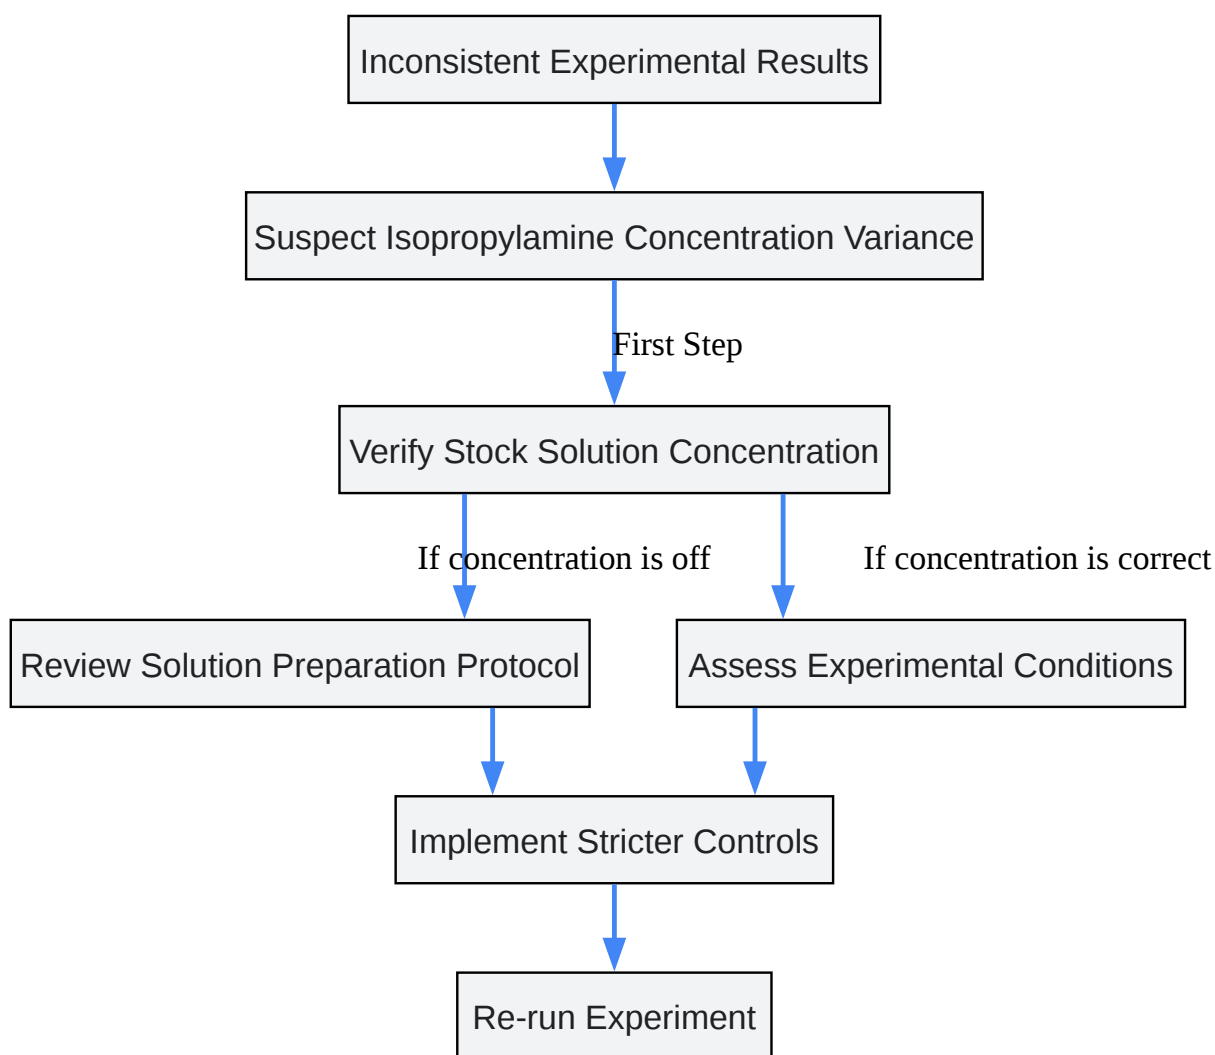 Inconsistent Experimental Results
Suspect Isopropylamine Concentration Variance
First Step
Verify Stock Solution Concentration
If concentration is off
If concentration is correct
Review Solution Preparation Protocol
Assess Experimental Conditions
Implement Stricter Controls
Re-run Experiment